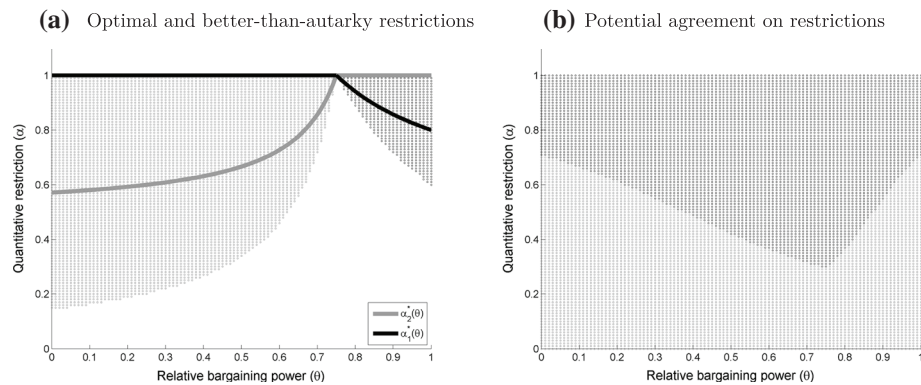 (a) Optimal and better-than-autarky restrictions
Quantitative restriction (α)
1
0.8
0.6
0.4
0.2
0
0 0.1 0.2 0.3 0.4 0.5 0.6 0.7 0.8 0.9 1
Relative bargaining power (θ)
α*2(θ)
α*1(θ)
(b) Potential agreement on restrictions
Quantitative restriction (α)
1
0.8
0.6
0.4
0.2
0
0 0.1 0.2 0.3 0.4 0.5 0.6 0.7 0.8 0.9 1
Relative bargaining power (θ)